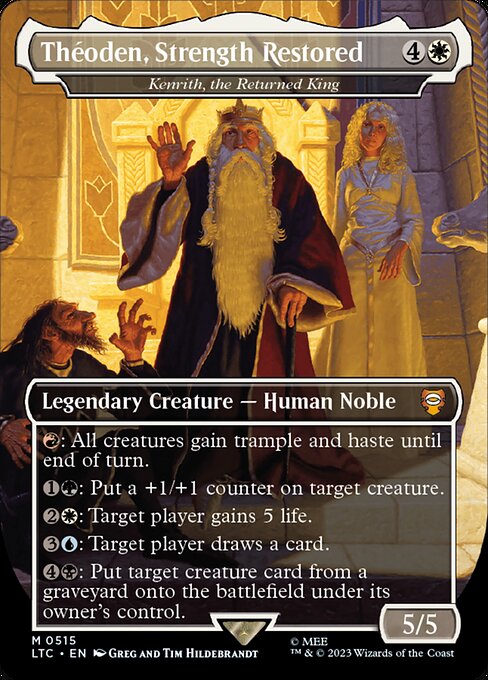 Théoden, Strength Restored 4
Kenrith, the Returned King
Legendary Creature — Human Noble
: All creatures gain trample and haste until
end of turn.
1 : Put a +1/+1 counter on target creature.
2 : Target player gains 5 life.
3 : Target player draws a card.
4 : Put target creature card from a
graveyard onto the battlefield under its
owner's control.
5/5
M 0515
LTC • EN Greg and Tim Hildebrandt
© MEE
™ & © 2023 Wizards of the Coast